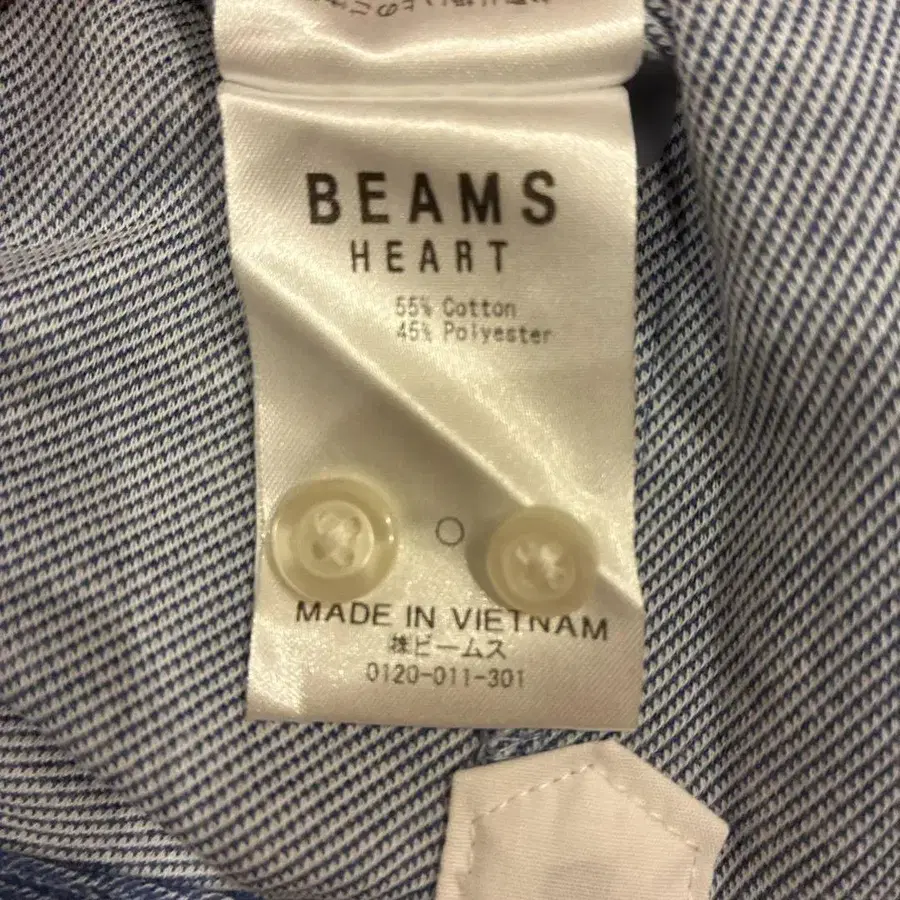 BEAMS
HEART
55% Cotton
45% Polyester
MADE IN VIETNAM
㈱ビームス
0120-011-301